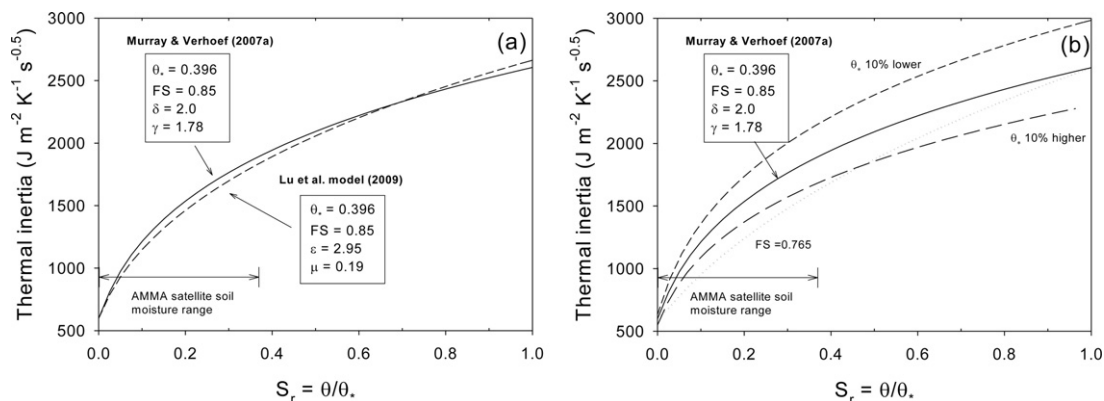 (a)
Murray & Verhoef (2007a)
θ* = 0.396
FS = 0.85
δ = 2.0
γ = 1.78
Lu et al. model (2009)
θ* = 0.396
FS = 0.85
ε = 2.95
μ = 0.19
AMMA satellite soil
moisture range
3000
2500
2000
1500
1000
500
Thermal inertia (J m⁻² K⁻¹ s⁻⁰·⁵)
0.0 0.2 0.4 0.6 0.8 1.0
Sᵣ = θ/θ*
(b)
Murray & Verhoef (2007a)
θ* = 0.396
FS = 0.85
δ = 2.0
γ = 1.78
θ* 10% lower
θ* 10% higher
FS =0.765
AMMA satellite soil
moisture range
3000
2500
2000
1500
1000
500
Thermal inertia (J m⁻² K⁻¹ s⁻⁰·⁵)
0.0 0.2 0.4 0.6 0.8 1.0
Sᵣ = θ/θ*